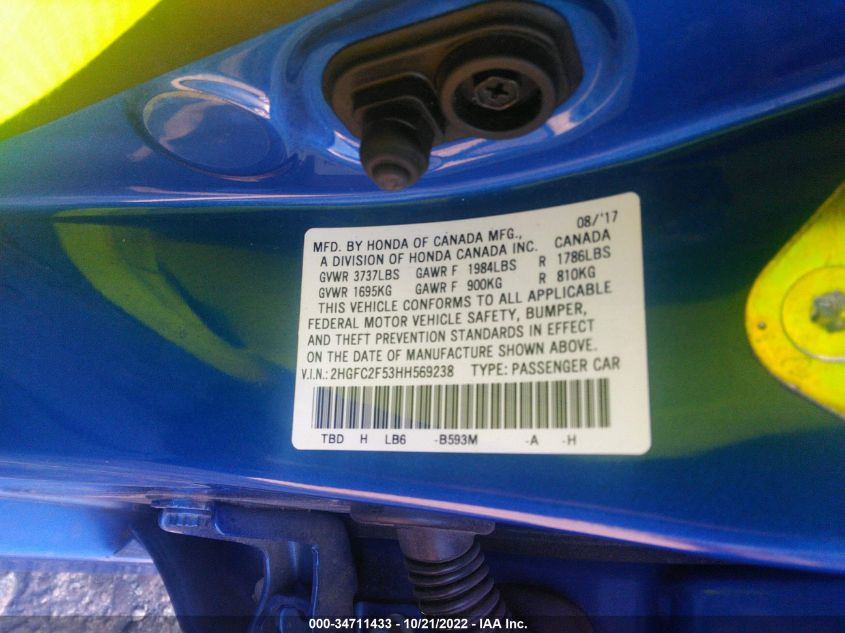 08/'17
MFD. BY HONDA OF CANADA MFG.,
A DIVISION OF HONDA CANADA INC. CANADA
GVWR 3737LBS GAWR F 1984LBS R 1786LBS
GVWR 1695KG GAWR F 900KG R 810KG
THIS VEHICLE CONFORMS TO ALL APPLICABLE
FEDERAL MOTOR VEHICLE SAFETY, BUMPER,
AND THEFT PREVENTION STANDARDS IN EFFECT
ON THE DATE OF MANUFACTURE SHOWN ABOVE.
V.I.N.: 2HGFC2F53HH569238 TYPE: PASSENGER CAR
TBD H LB6 -B593M -A -H
000-34711433 - 10/21/2022 - IAA Inc.